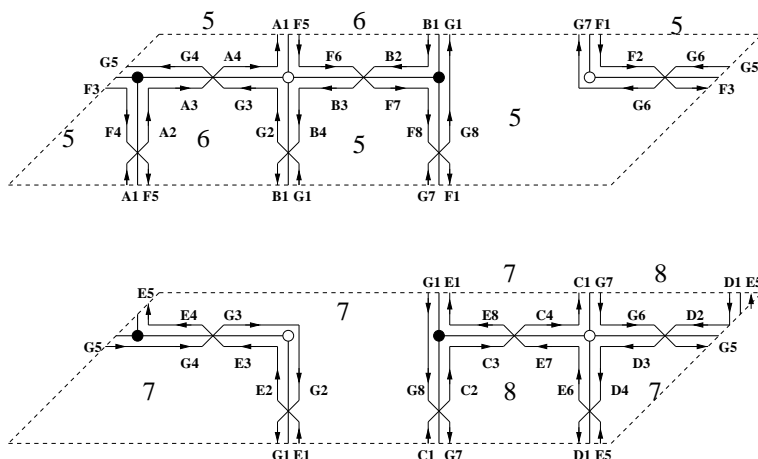 5 A1 F5 6 B1 G1 G7 F1 5
G5 G4 A4 F6 B2 F2 G6
F3 A3 G3 B3 F7 G6 F3
F4 A2 G2 B4 F8 G8 5
5 6 5
A1 F5 B1 G1 G7 F1
E5 G1 E1 7 C1 G7 8 D1 E5
E4 G3 7 E8 C4 G6 D2
G5 G4 E3 C3 E7 D3 G5
7 E2 G2 G8 C2 8 E6 D4 7
G1 E1 C1 G7 D1 E5